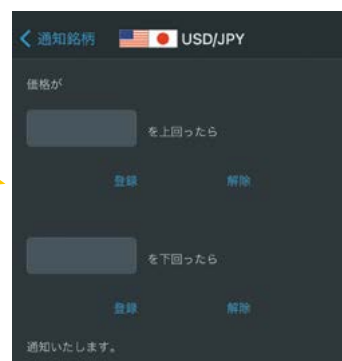 通知銘柄 USD/JPY
価格が
を上回ったら
登録 解除
を下回ったら
登録 解除
通知いたします。